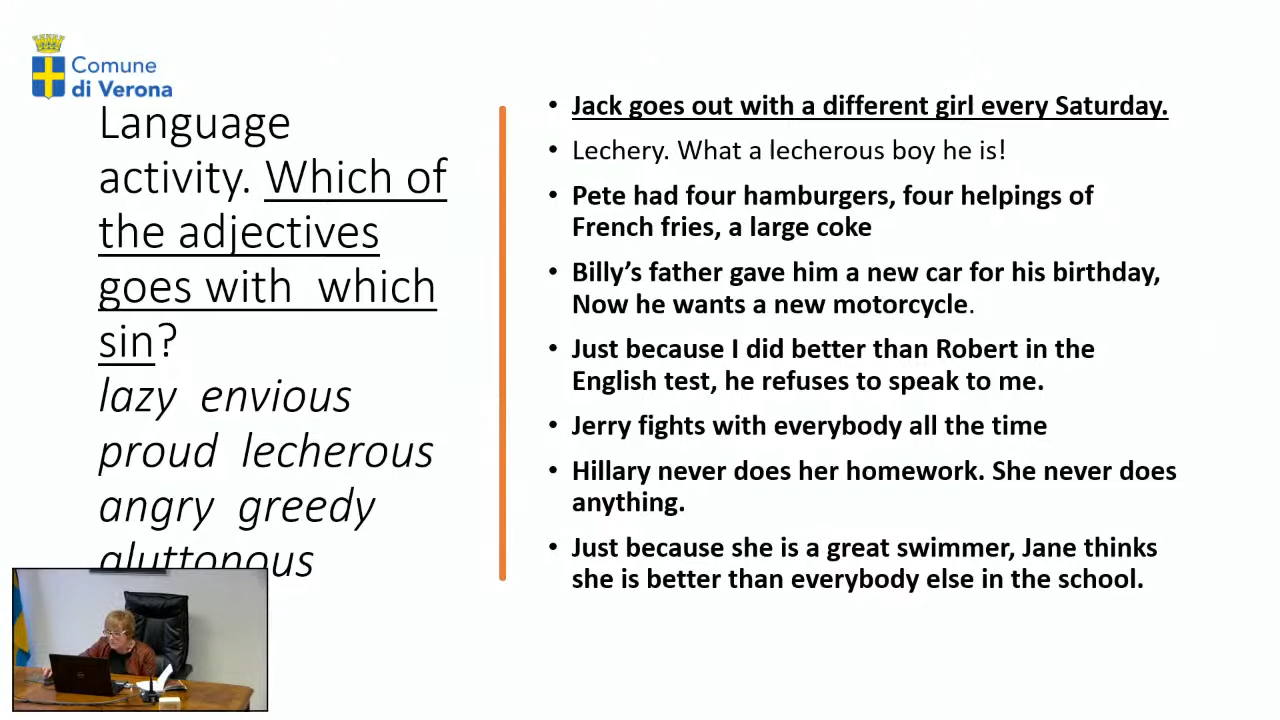 Comune
di Verona
Language
activity. Which of
the adjectives
goes with which
sin?
lazy envious
proud lecherous
angry greedy
gluttonous
• Jack goes out with a different girl every Saturday.
• Lechery. What a lecherous boy he is!
• Pete had four hamburgers, four helpings of
French fries, a large coke
• Billy’s father gave him a new car for his birthday,
Now he wants a new motorcycle.
• Just because I did better than Robert in the
English test, he refuses to speak to me.
• Jerry fights with everybody all the time
• Hillary never does her homework. She never does
anything.
• Just because she is a great swimmer, Jane thinks
she is better than everybody else in the school.